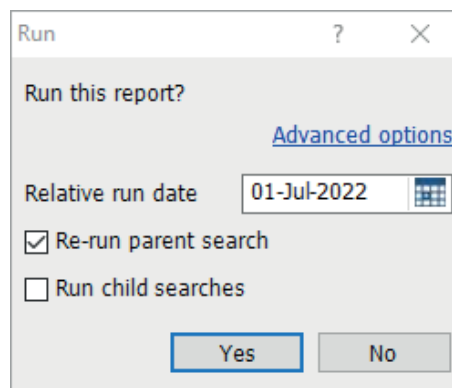 Run ?
Run this report?
Advanced options
Relative run date 01-Jul-2022
Re-run parent search
Run child searches
Yes No